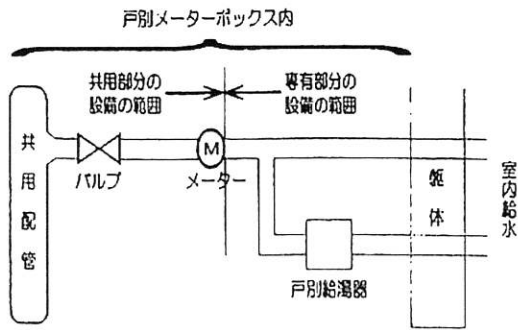 戸別メーターボックス内
共用部分の
設備の範囲
専有部分の
設備の範囲
共用配管
バルブ
M
メーター
戸別給湯器
躯体
室内給水